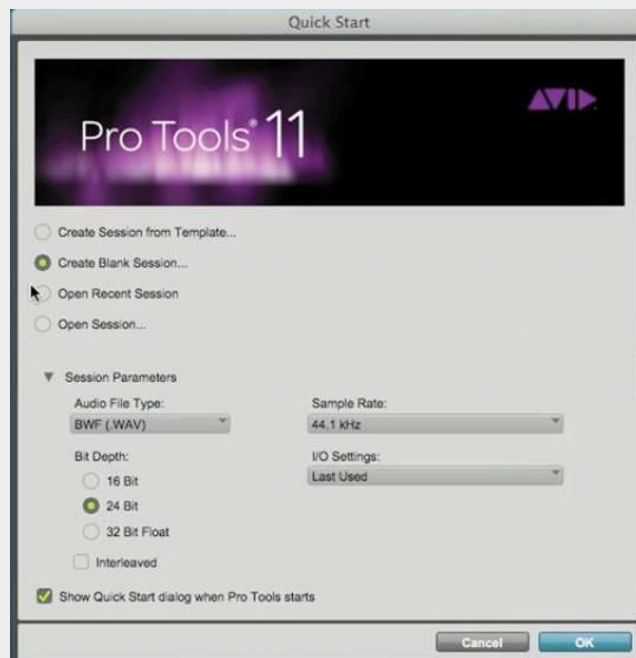 Quick Start
Pro Tools® 11
AVID
Create Session from Template...
Create Blank Session...
Open Recent Session
Open Session...
Session Parameters
Audio File Type:
Sample Rate:
BWF (.WAV)
44.1 kHz
Bit Depth:
I/O Settings:
16 Bit
Last Used
24 Bit
32 Bit Float
Interleaved
Show Quick Start dialog when Pro Tools starts
Cancel
OK